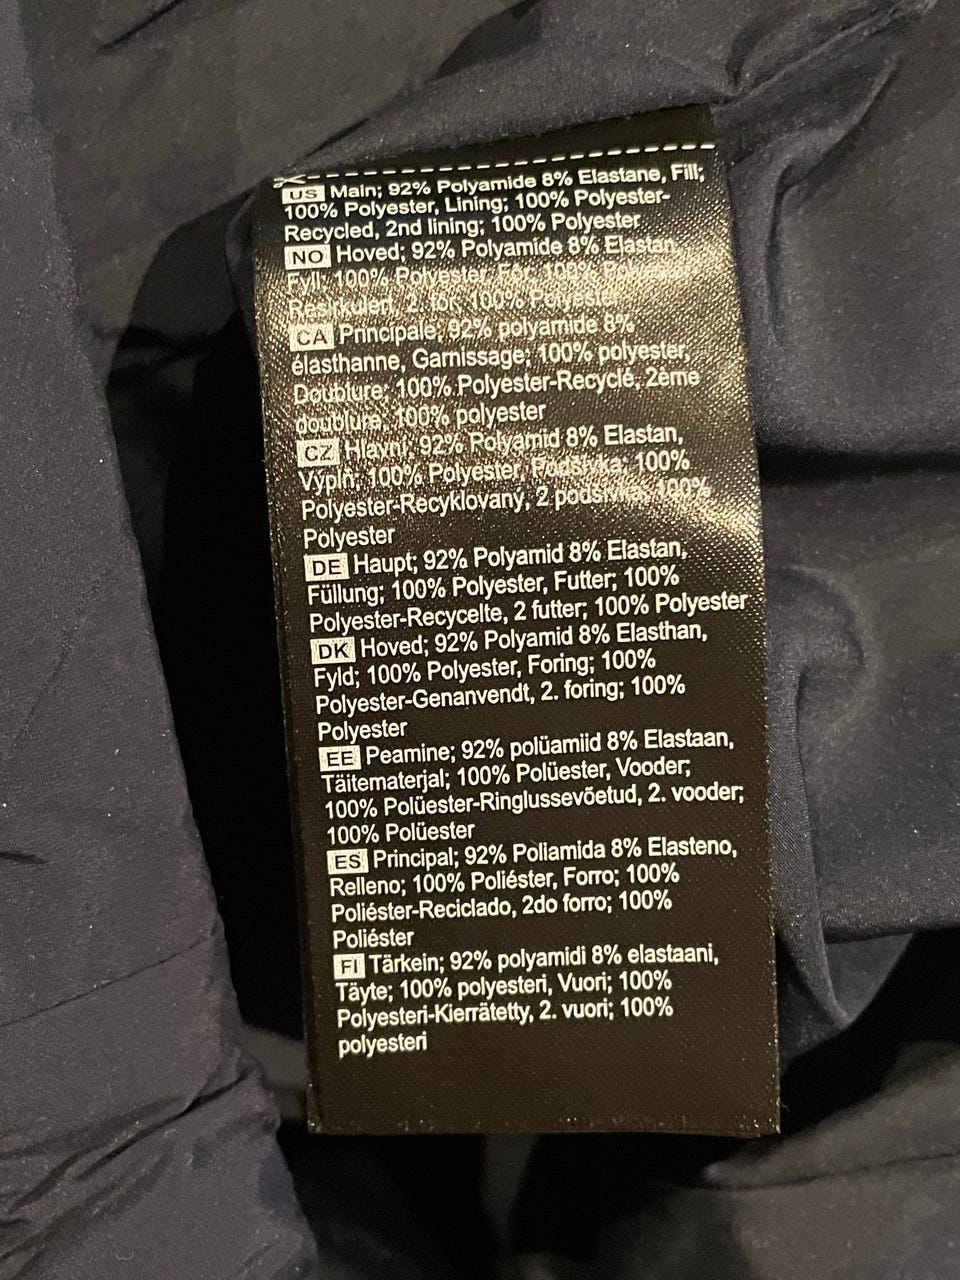 US Main; 92% Polyamide 8% Elastane, Fill;
100% Polyester, Lining; 100% Polyester-
Recycled, 2nd lining; 100% Polyester
NO Hoved; 92% Polyamide 8% Elastan,
Fyll; 100% Polyester, Fôr; 100% Polyester-
Resirkulert, 2. fôr; 100% Polyester
CA Principale; 92% polyamide 8%
élasthanne, Garnissage; 100% polyester,
Doublure; 100% Polyester-Recyclé, 2ème
doublure; 100% polyester
CZ Hlavní; 92% Polyamid 8% Elastan,
Výplň; 100% Polyester, Podšívka; 100%
Polyester-Recyklovaný, 2 podšívka; 100%
Polyester
DE Haupt; 92% Polyamid 8% Elastan,
Füllung; 100% Polyester, Futter; 100%
Polyester-Recycelte, 2 futter; 100% Polyester
DK Hoved; 92% Polyamid 8% Elasthan,
Fyld; 100% Polyester, Foring; 100%
Polyester-Genanvendt, 2. foring; 100%
Polyester
EE Peamine; 92% polüamiid 8% Elastaan,
Täitematerjal; 100% Polüester, Vooder;
100% Polüester-Ringlussevõetud, 2. vooder;
100% Polüester
ES Principal; 92% Poliamida 8% Elasteno,
Relleno; 100% Poliéster, Forro; 100%
Poliéster-Reciclado, 2do forro; 100%
Poliéster
FI Tärkein; 92% polyamidi 8% elastaani,
Täyte; 100% polyesteri, Vuori; 100%
Polyesteri-Kierrätetty, 2. vuori; 100%
polyesteri